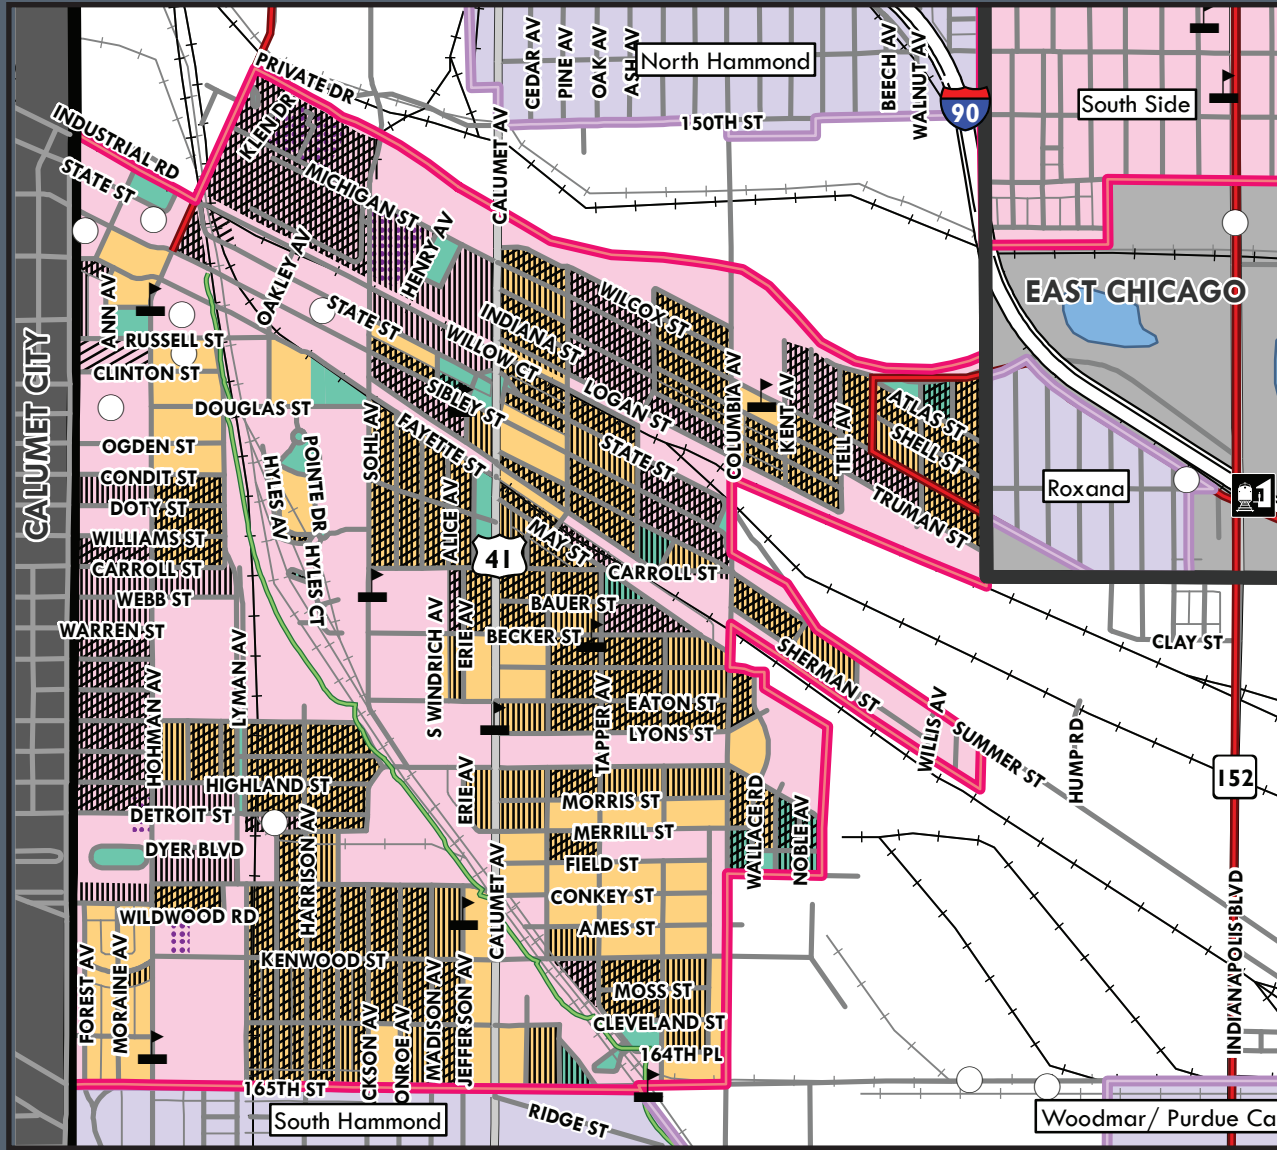 CEDAR AV
PINE AV
OAK AV
ASH AV
North Hammond
BEECH AV
WALNUT AV
90
South Side
PRIVATE DR
INDUSTRIAL RD
STATE ST
KLEN DR
150TH ST
CALUMET AV
MICHIGAN ST
HENRY AV
OAKLEY AV
EAST CHICAGO
ANN AV
STATE ST
WILCOX ST
INDIANA ST
WILLOW CT
RUSSELL ST
CLINTON ST
LOGAN ST
SIBLEY ST
DOUGLAS ST
COLUMBIA AV
KENT AV
TELL AV
ATLAS ST
SHELL ST
CALUMET CITY
OGDEN ST
SOHL AV
FAYETTE ST
STATE ST
POINTE DR
HYLES AV
CONDIT ST
DOTY ST
Roxana
TRUMAN ST
WILLIAMS ST
ALICE AV
MAY ST
41
CARROLL ST
CARROLL ST
HYLES CT
WEBB ST
BAUER ST
WARREN ST
BECKER ST
ERIE AV
S WINDRICH AV
LYMAN AV
CLAY ST
SHERMAN ST
HOHMAN AV
EATON ST
TAPPER AV
LYONS ST
WILLIS AV
SUMMER ST
HUMP RD
152
HIGHLAND ST
ERIE AV
MORRIS ST
DETROIT ST
HARRISON AV
MERRILL ST
WALLACE RD
NOBLE AV
DYER BLVD
FIELD ST
CALUMET AV
CONKEY ST
WILDWOOD RD
AMES ST
INDIANAPOLIS BLVD
FOREST AV
MORAINE AV
KENWOOD ST
MADISON AV
JEFFERSON AV
MOSS ST
CLEVELAND ST
164TH PL
CKSON AV
ONROE AV
165TH ST
South Hammond
RIDGE ST
Woodmar/ Purdue Ca